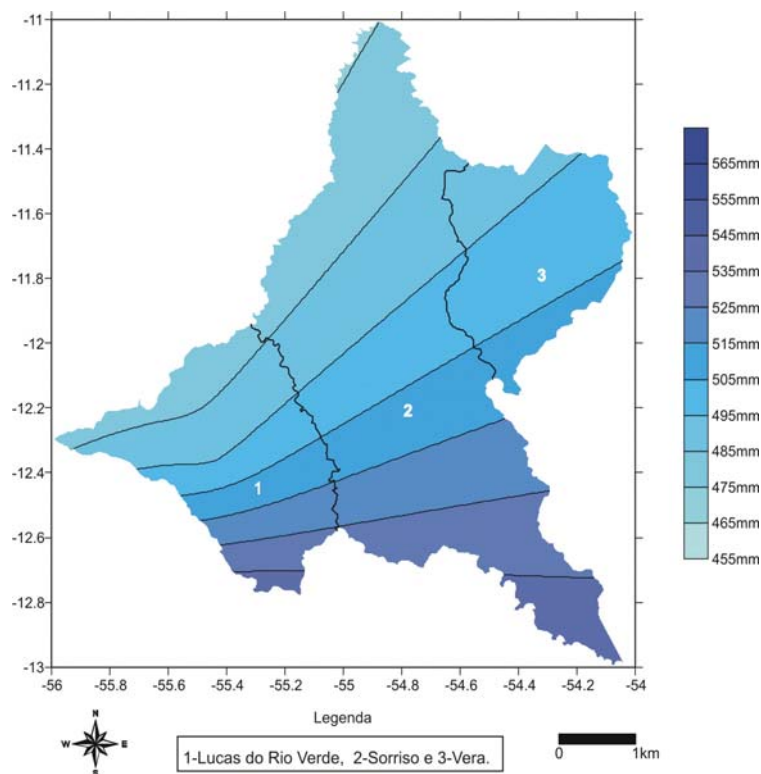 -11
-11.2
-11.4
-11.6
-11.8
-12
-12.2
-12.4
-12.6
-12.8
-13
3
2
1
565mm
555mm
545mm
535mm
525mm
515mm
505mm
495mm
485mm
475mm
465mm
455mm
-56 -55.8 -55.6 -55.4 -55.2 -55 -54.8 -54.6 -54.4 -54.2 -54
Legenda
N
W E
S
1-Lucas do Rio Verde, 2-Sorriso e 3-Vera.
0 1km